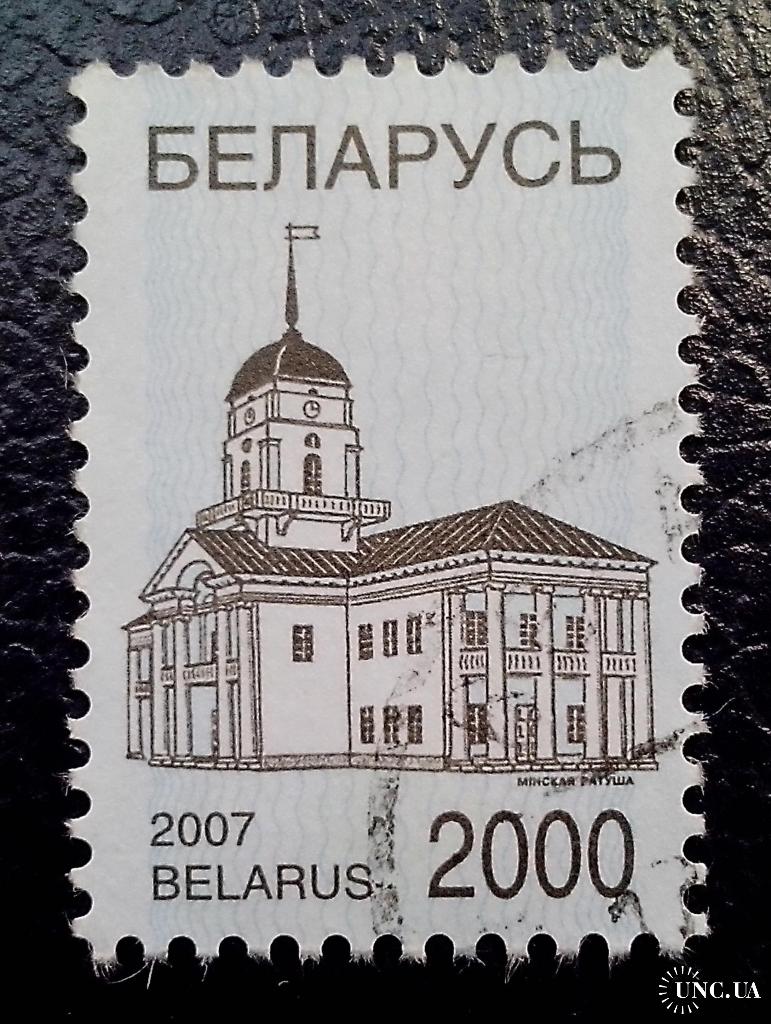 БЕЛАРУСЬ
МІНСКАЯ РАТУША
2007
BELARUS
2000
UNC.UA